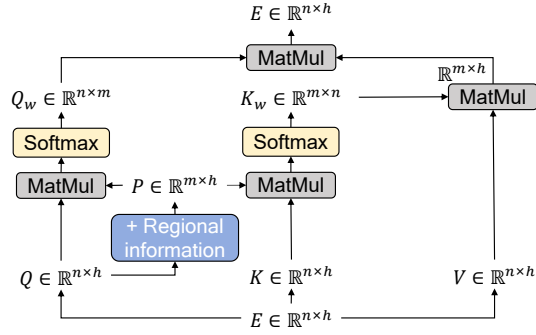 E ∈ ℝ^{n×h}
MatMul
ℝ^{m×h}
Q_w ∈ ℝ^{n×m}
K_w ∈ ℝ^{m×n}
MatMul
Softmax
Softmax
MatMul
P ∈ ℝ^{m×h}
MatMul
+ Regional
information
Q ∈ ℝ^{n×h}
K ∈ ℝ^{n×h}
V ∈ ℝ^{n×h}
E ∈ ℝ^{n×h}